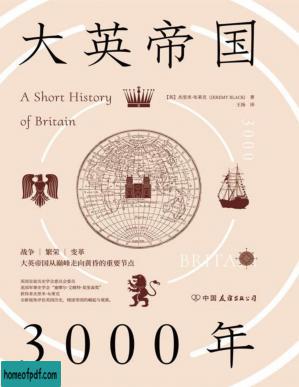 大英帝国
A Short History
of Britain
[英] 杰里米·布莱克 (JEREMY BLACK) 著
王扬 译
3000
战争 | 繁荣 | 变革
大英帝国从巅峰走向黄昏的重要节点
BRITA
中国友谊出版公司
3000年
homeofpdf.com